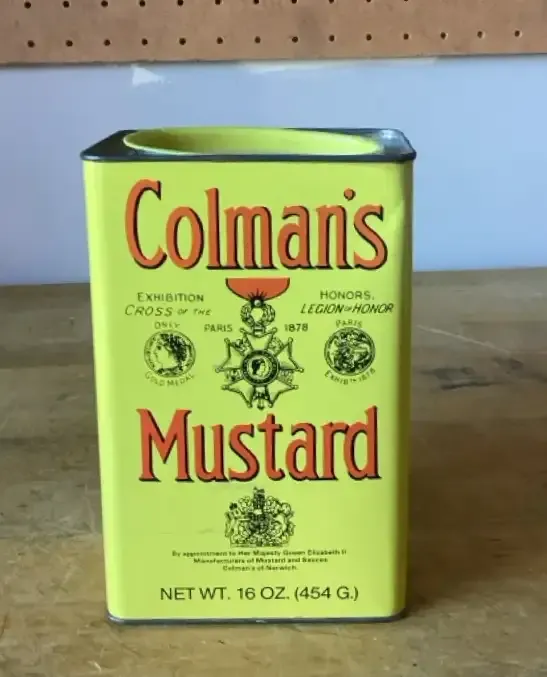 Colman's
EXHIBITION HONORS,
CROSS OF THE LEGION OF HONOR
ONLY PARIS 1878 PARIS
GOLD MEDAL EXHIBTN 1878
Mustard
By appointment to Her Majesty Queen Elizabeth II
Manufacturers of Mustard and Sauces
Colman's of Norwich.
NET WT. 16 OZ. (454 G.)